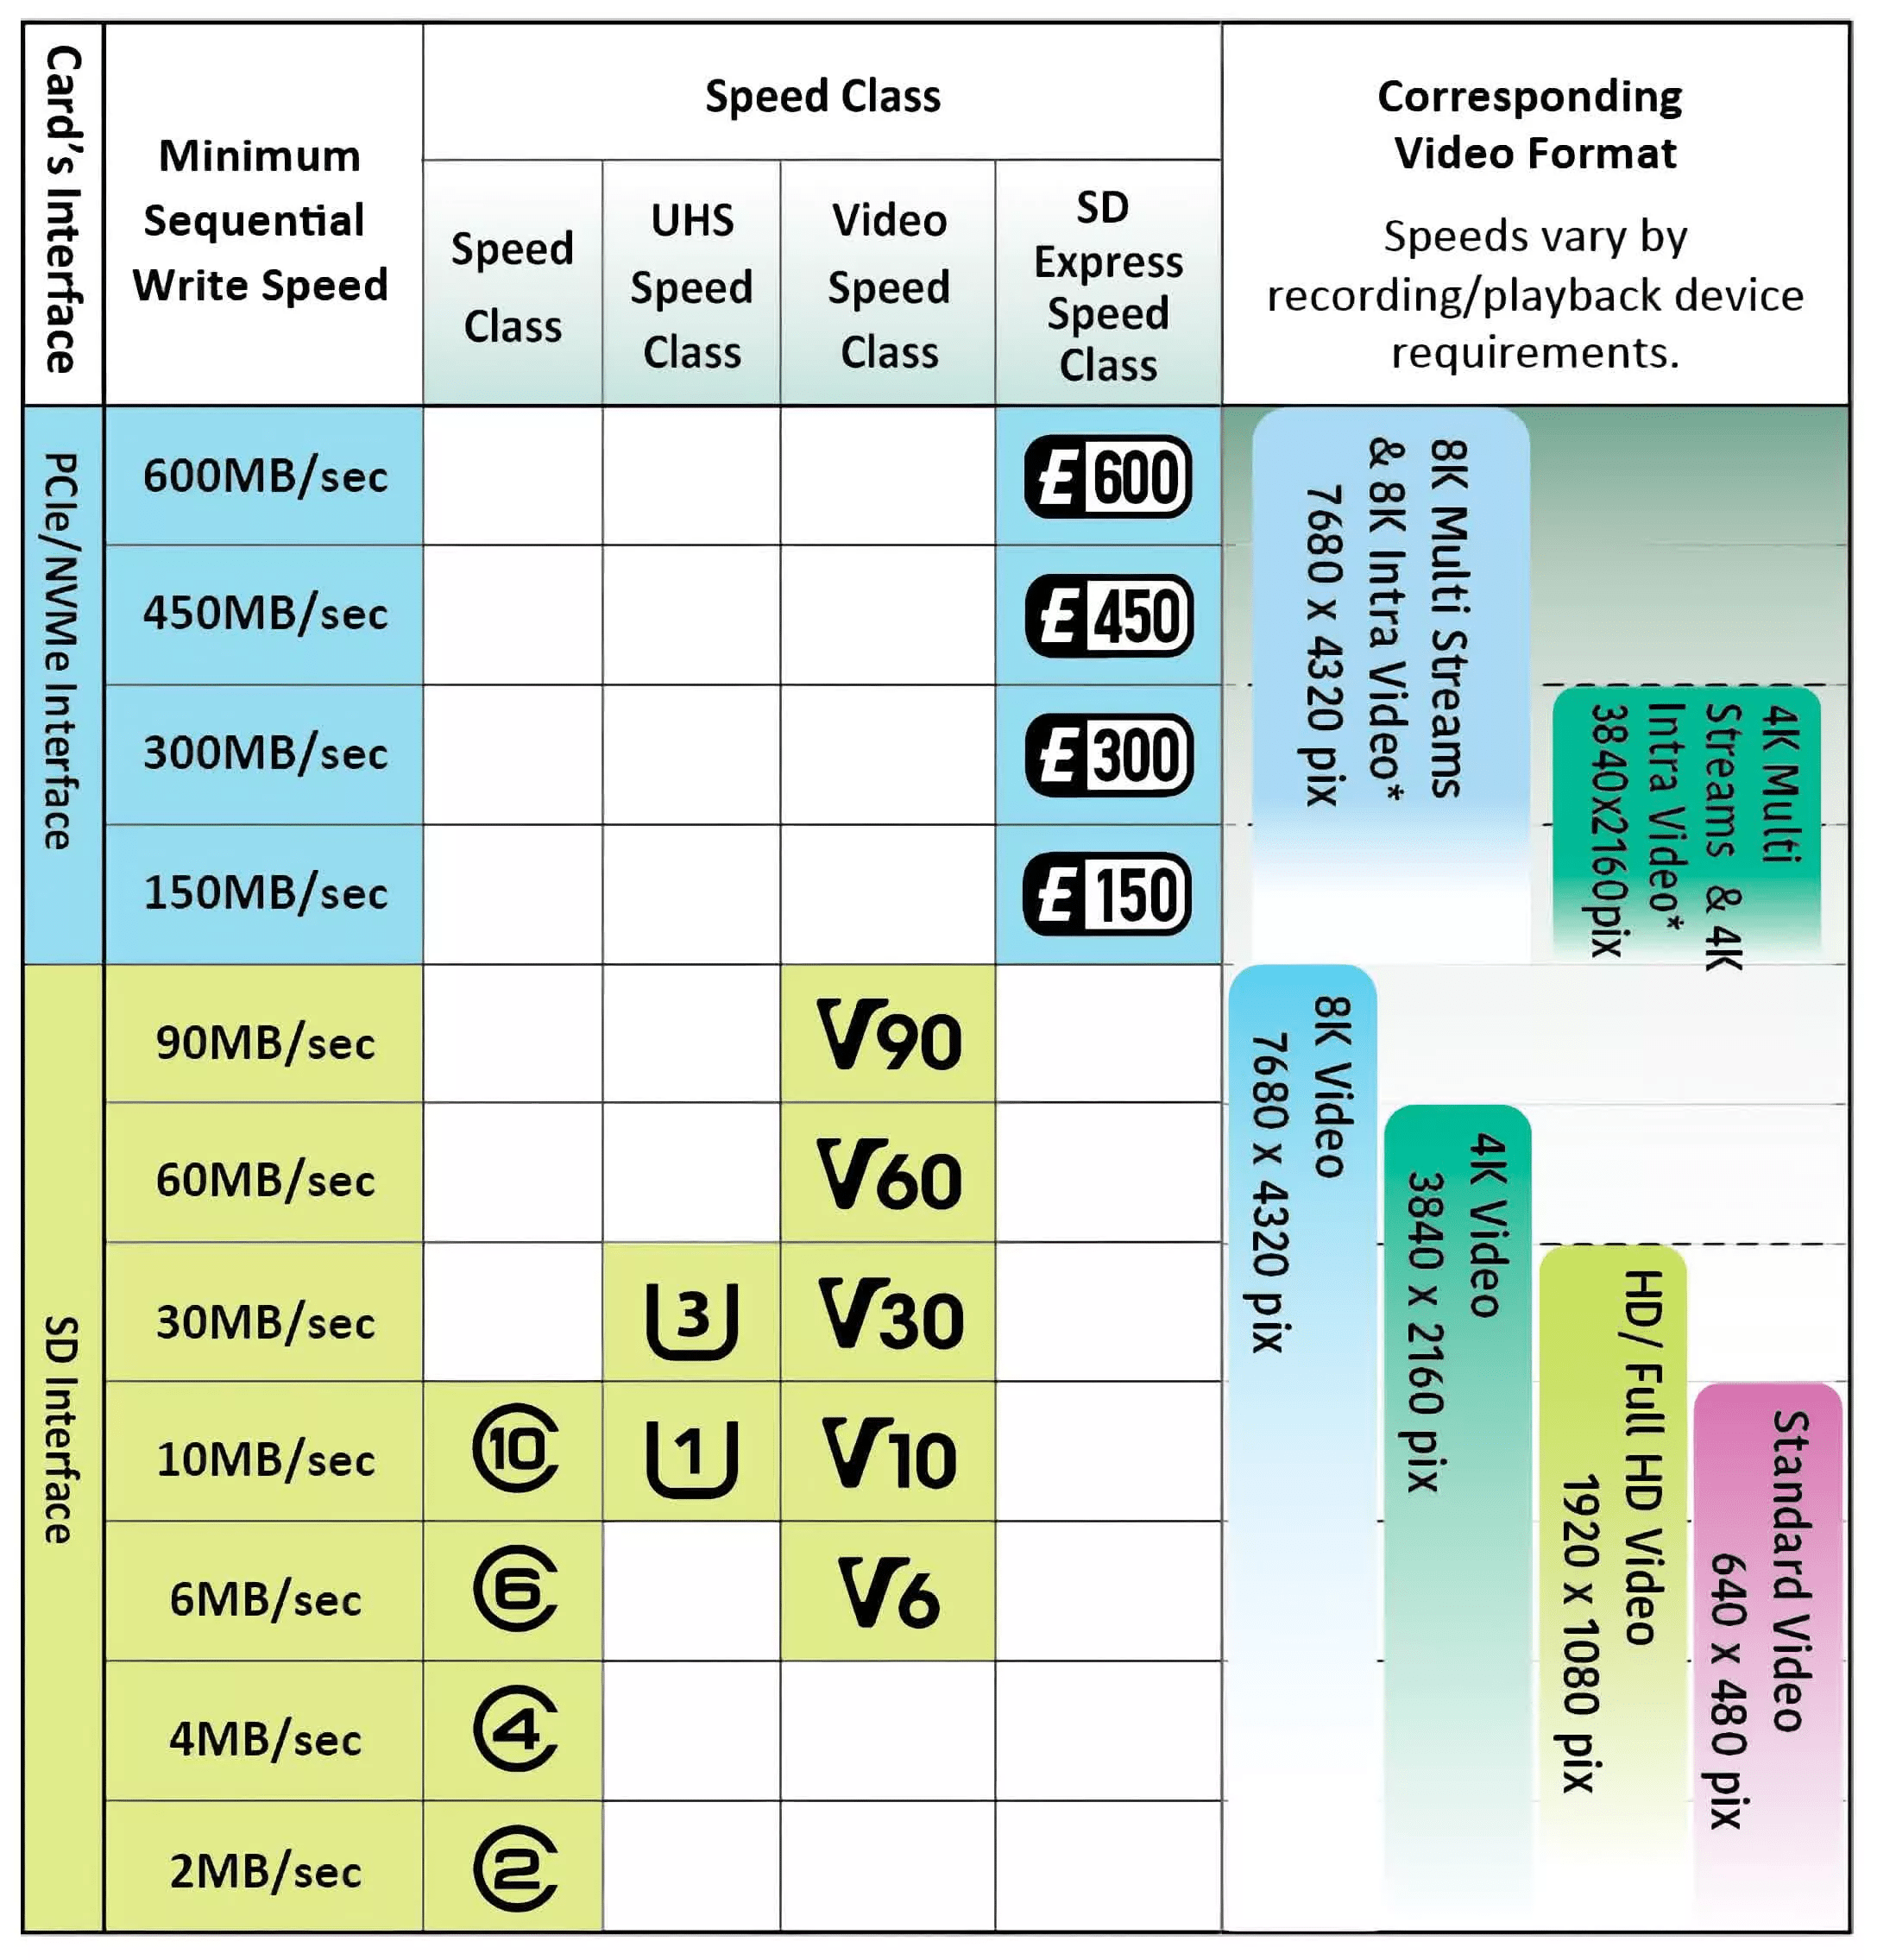 Card's Interface
Minimum
Sequential
Write Speed
Speed Class
Speed
Class
UHS
Speed
Class
Video
Speed
Class
SD
Express
Speed
Class
Corresponding
Video Format
Speeds vary by
recording/playback device
requirements.
PCIe/NVMe Interface
600MB/sec
E 600
450MB/sec
E 450
300MB/sec
E 300
150MB/sec
E 150
8K Multi Streams
& 8K Intra Video*
7680 x 4320 pix
4K Multi
Streams & 4K
Intra Video*
3840x2160pix
SD Interface
90MB/sec
V90
60MB/sec
V60
30MB/sec
3
V30
10MB/sec
10
1
V10
6MB/sec
6
V6
4MB/sec
4
2MB/sec
2
8K Video
7680 x 4320 pix
4K Video
3840 x 2160 pix
HD/ Full HD Video
1920 x 1080 pix
Standard Video
640 x 480 pix